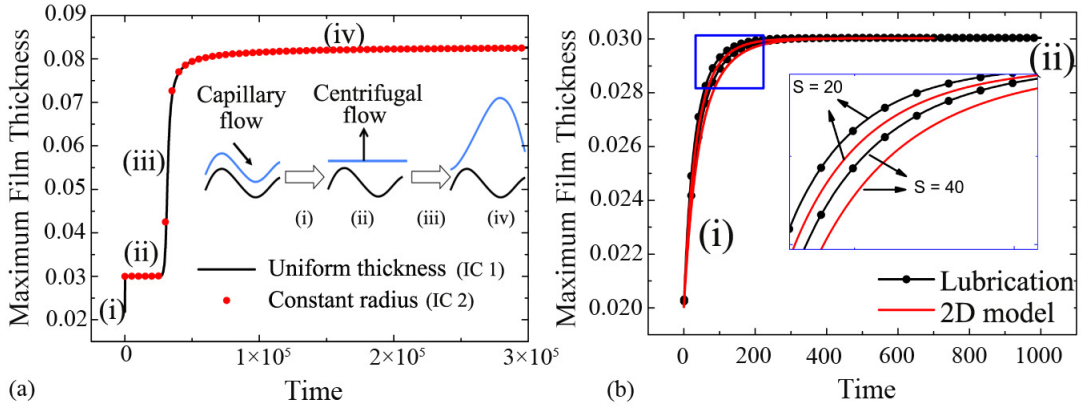 Maximum Film Thickness
0.09
0.08
0.07
0.06
0.05
0.04
0.03
0.02
(iv)
(iii)
(ii)
(i)
Capillary
flow
Centrifugal
flow
(i)
(ii)
(iii)
(iv)
Uniform thickness (IC 1)
Constant radius (IC 2)
0
1×10⁵
2×10⁵
3×10⁵
Time
(a)
Maximum Film Thickness
0.030
0.028
0.026
0.024
0.022
0.020
(ii)
(i)
S = 20
S = 40
Lubrication
2D model
0 200 400 600 800 1000
Time
(b)